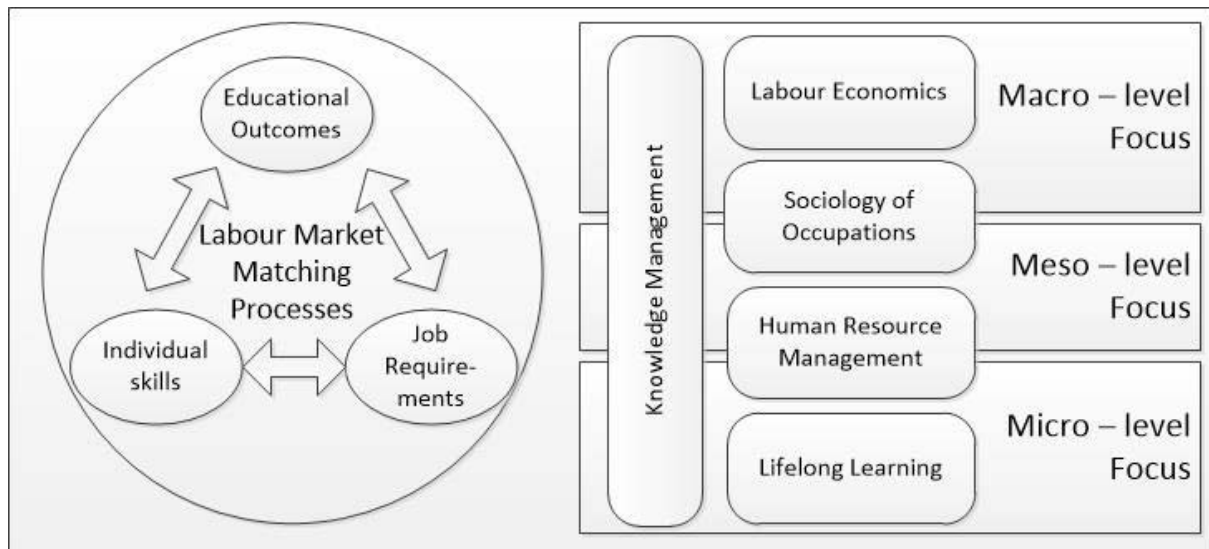 Educational
Outcomes
Labour Market
Matching
Processes
Individual
skills
Job
Require-
ments
Knowledge Management
Labour Economics
Sociology of
Occupations
Human Resource
Management
Lifelong Learning
Macro – level
Focus
Meso – level
Focus
Micro – level
Focus